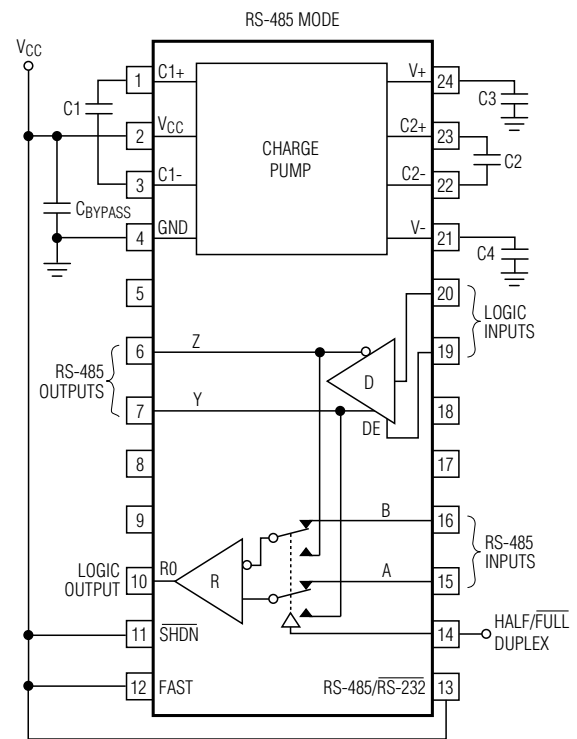 RS-485 MODE
VCC
1
C1+
V+
24
C1
C3
2
VCC
C2+
23
CHARGE
PUMP
C2
3
C1-
C2-
22
CBYPASS
4
GND
V-
21
C4
5
20
LOGIC
INPUTS
6
Z
19
RS-485
OUTPUTS
D
7
Y
18
DE
8
17
9
B
16
RS-485
INPUTS
LOGIC
OUTPUT
10
RO
R
A
15
11
SHDN
14
HALF/FULL
DUPLEX
12
FAST
RS-485/RS-232
13